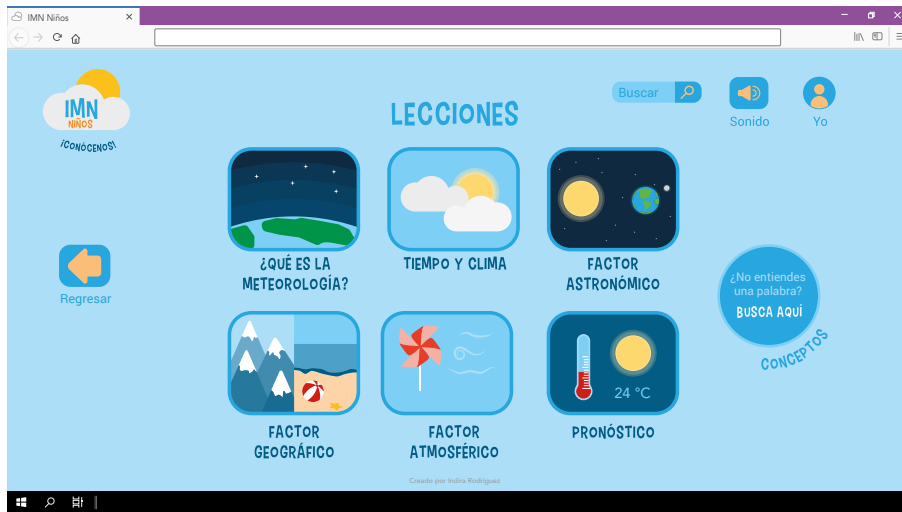 IMN Niños
IMN
NIÑOS
¡CONÓCENOS!
LECCIONES
Buscar
Sonido
Yo
¿QUÉ ES LA
METEOROLOGÍA?
TIEMPO Y CLIMA
FACTOR
ASTRONÓMICO
Regresar
¿No entiendes
una palabra?
BUSCA AQUÍ
CONCEPTOS
24 °C
FACTOR
GEOGRÁFICO
FACTOR
ATMOSFÉRICO
PRONÓSTICO
Creado por Indira Rodríguez